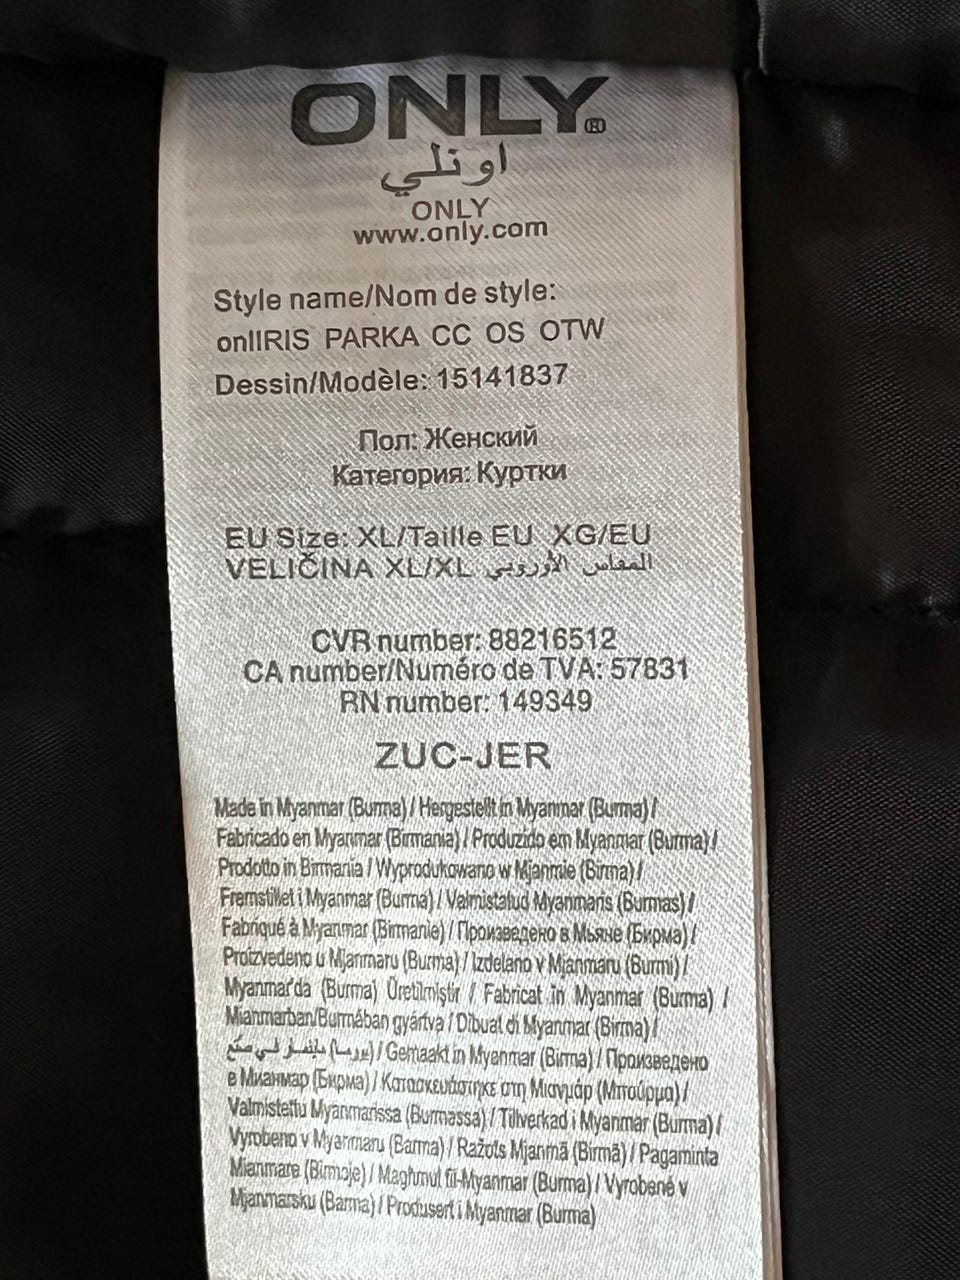 ONLY®
اونلي
ONLY
www.only.com
Style name/Nom de style:
onlIRIS PARKA CC OS OTW
Dessin/Modèle: 15141837
Пол: Женский
Категория: Куртки
EU Size: XL/Taille EU XG/EU
VELIČINA XL/XL المقاس الأوروبي
CVR number: 88216512
CA number/Numéro de TVA: 57831
RN number: 149349
ZUC-JER
Made in Myanmar (Burma) / Hergestellt in Myanmar (Burma) /
Fabricado en Myanmar (Birmania) / Produzido em Myanmar (Burma) /
Prodotto in Birmania / Wyprodukowano w Mjanmie (Birma) /
Fremstillet i Myanmar (Burma) / Valmistatud Myanmaris (Burmas) /
Fabriqué à Myanmar (Birmanie) / Произведено в Мьяне (Бирма) /
Proizvedeno u Mjanmaru (Burma) / Izdelano v Mjanmaru (Burmi) /
Myanmar'da (Burma) Üretilmiştir / Fabricat în Myanmar (Burma) /
Mianmarban/Burmában gyártva / Dibuat di Myanmar (Birma) /
صنع في ميانمار (بورما) / Gemaakt in Myanmar (Birma) / Произведено
в Мианмар (Бирма) / Κατασκευάστηκε στη Μιανμάρ (Μπούρμα) /
Valmistettu Myanmarissa (Burmassa) / Tillverkad i Myanmar (Burma) /
Vyrobeno v Myanmaru (Barma) / Ražots Mjanmā (Birmā) / Pagaminta
Mianmare (Birmoje) / Magħmul fil-Myanmar (Burma) / Vyrobené v
Mjanmarsku (Barma) / Produsert i Myanmar (Burma)